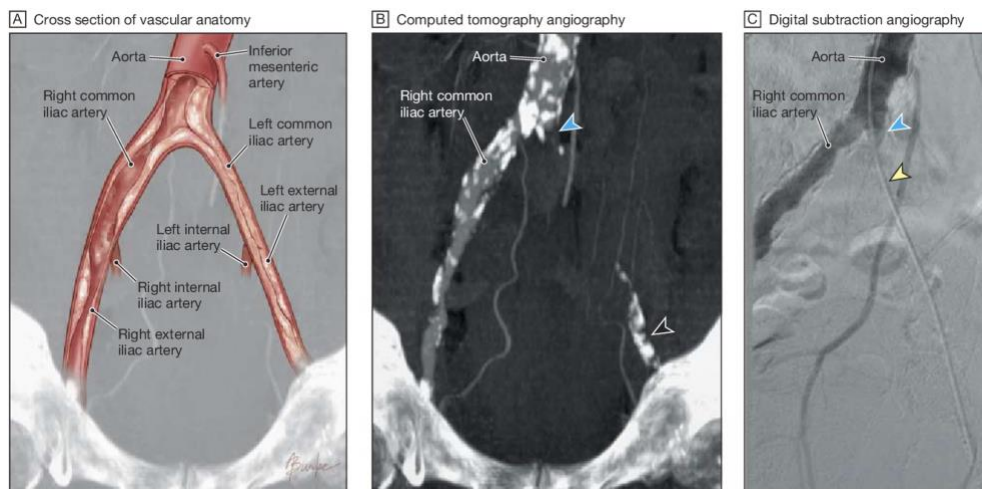 A Cross section of vascular anatomy
Aorta
Inferior
mesenteric
artery
Right common
iliac artery
Left common
iliac artery
Left external
iliac artery
Left internal
iliac artery
Right internal
iliac artery
Right external
iliac artery
B Computed tomography angiography
Aorta
Right common
iliac artery
C Digital subtraction angiography
Aorta
Right common
iliac artery